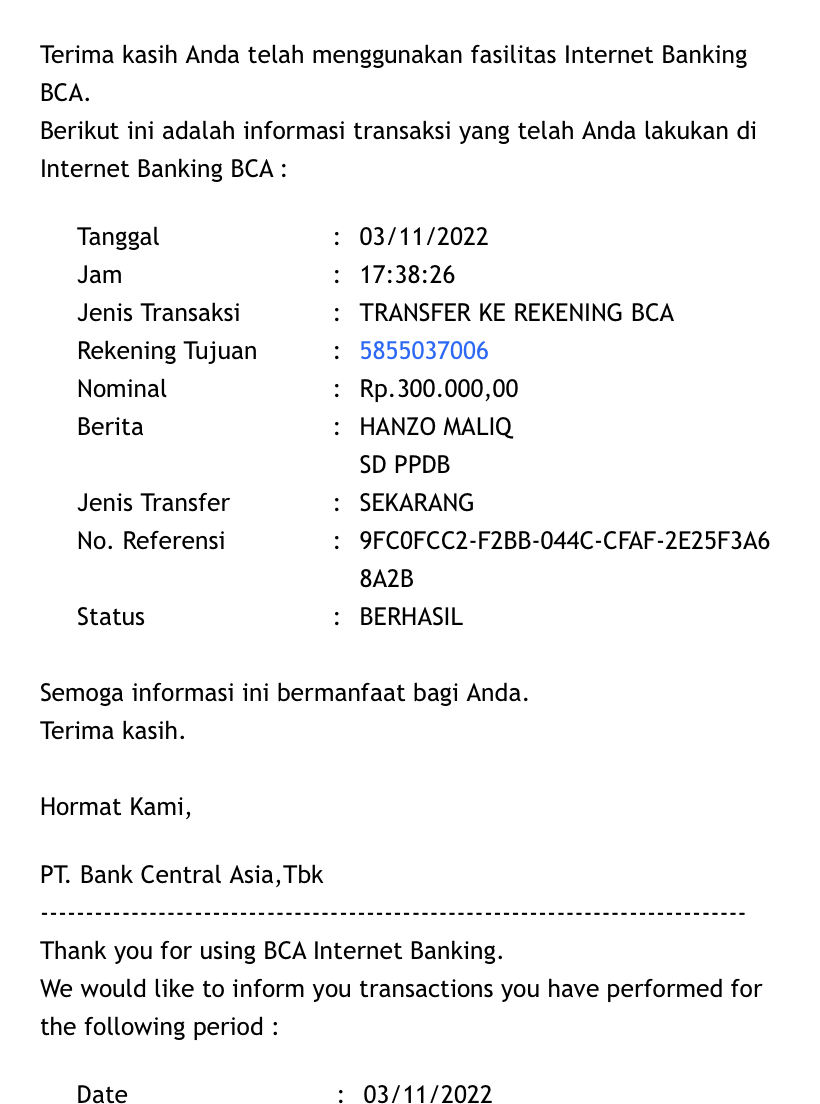 Terima kasih Anda telah menggunakan fasilitas Internet Banking
BCA.
Berikut ini adalah informasi transaksi yang telah Anda lakukan di
Internet Banking BCA :
Tanggal : 03/11/2022
Jam : 17:38:26
Jenis Transaksi : TRANSFER KE REKENING BCA
Rekening Tujuan : 5855037006
Nominal : Rp.300.000,00
Berita : HANZO MALIQ
SD PPDB
Jenis Transfer : SEKARANG
No. Referensi : 9FC0FCC2-F2BB-044C-CFAF-2E25F3A6
8A2B
Status : BERHASIL
Semoga informasi ini bermanfaat bagi Anda.
Terima kasih.
Hormat Kami,
PT. Bank Central Asia,Tbk
------------------------------------------------------------------------------
Thank you for using BCA Internet Banking.
We would like to inform you transactions you have performed for
the following period :
Date : 03/11/2022